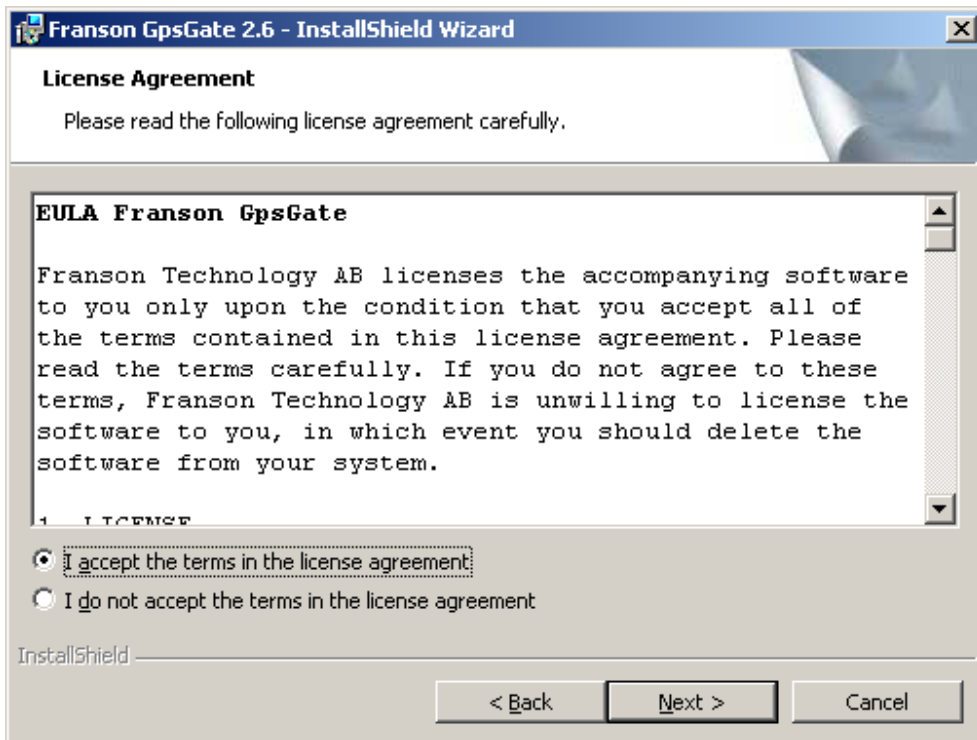 Franson GpsGate 2.6 - InstallShield Wizard
License Agreement
Please read the following license agreement carefully.
EULA Franson GpsGate
Franson Technology AB licenses the accompanying software
to you only upon the condition that you accept all of
the terms contained in this license agreement. Please
read the terms carefully. If you do not agree to these
terms, Franson Technology AB is unwilling to license the
software to you, in which event you should delete the
software from your system.
1. LICENSE
I accept the terms in the license agreement
I do not accept the terms in the license agreement
InstallShield
< Back
Next >
Cancel